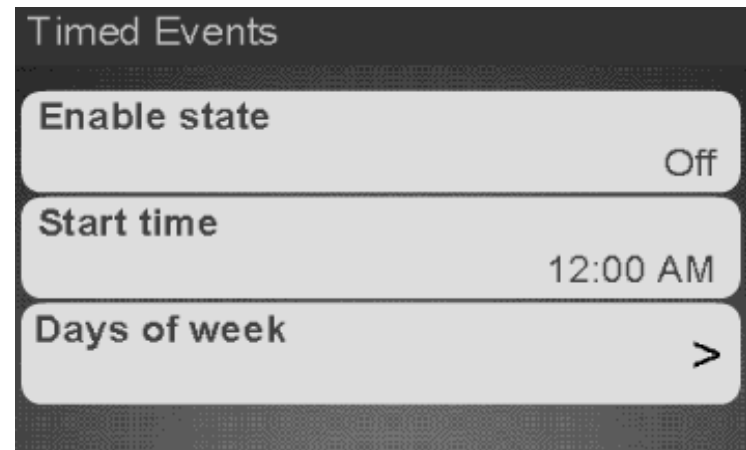 Timed Events
Enable state
Off
Start time
12:00 AM
Days of week
>